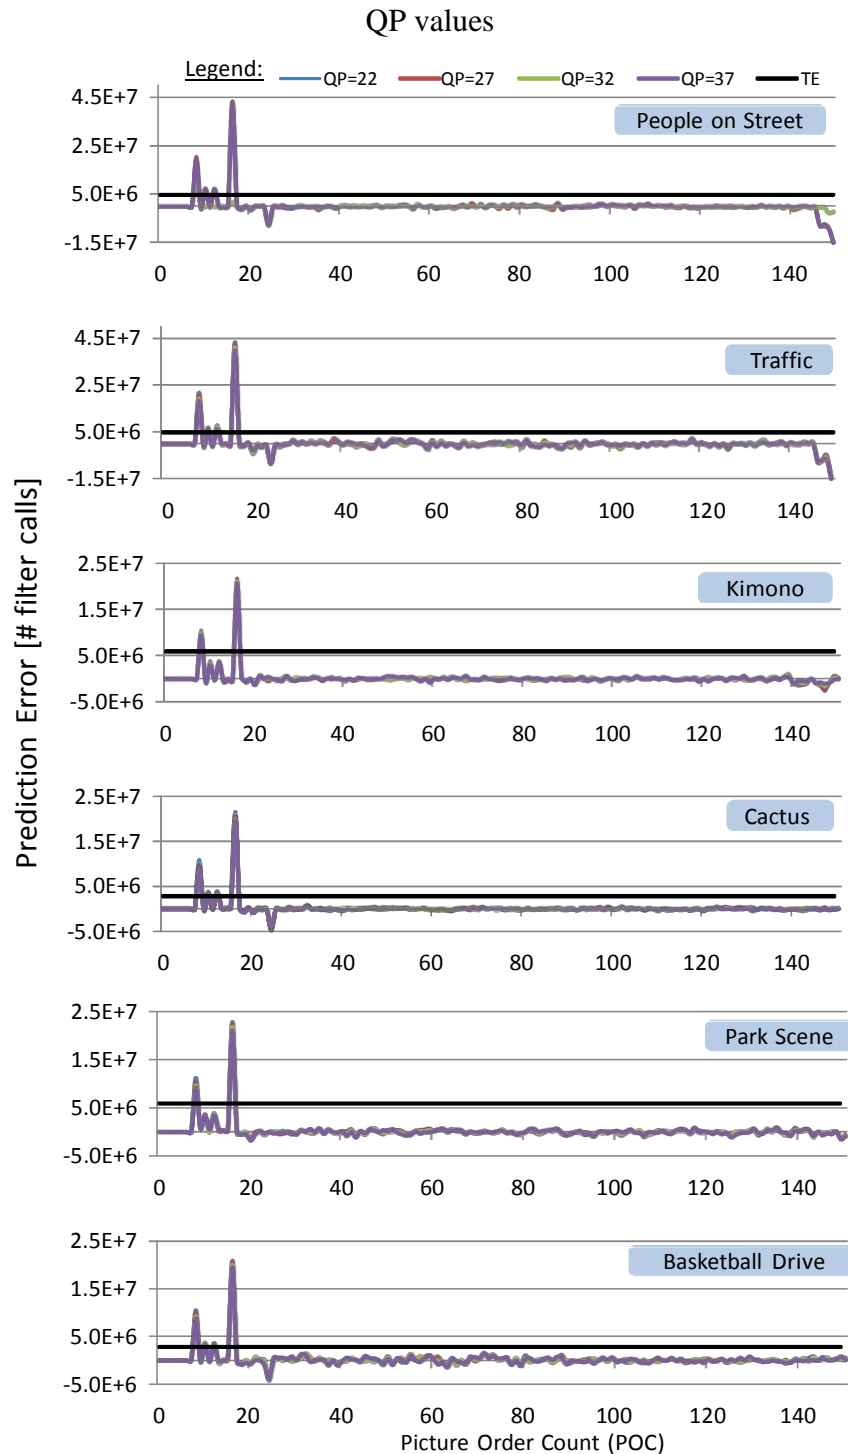 QP values
Legend: QP=22 QP=27 QP=32 QP=37 TE
Prediction Error [# filter calls]
4.5E+7
2.5E+7
5.0E+6
-1.5E+7
People on Street
0 20 40 60 80 100 120 140
4.5E+7
2.5E+7
5.0E+6
-1.5E+7
Traffic
0 20 40 60 80 100 120 140
2.5E+7
1.5E+7
5.0E+6
-5.0E+6
Kimono
0 20 40 60 80 100 120 140
2.5E+7
1.5E+7
5.0E+6
-5.0E+6
Cactus
0 20 40 60 80 100 120 140
2.5E+7
1.5E+7
5.0E+6
-5.0E+6
Park Scene
0 20 40 60 80 100 120 140
2.5E+7
1.5E+7
5.0E+6
-5.0E+6
Basketball Drive
0 20 40 60 80 100 120 140
Picture Order Count (POC)